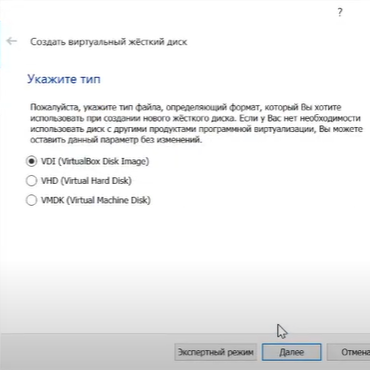 ?
← Создать виртуальный жёсткий диск
Укажите тип
Пожалуйста, укажите тип файла, определяющий формат, который Вы хотите
использовать при создании нового жёсткого диска. Если у Вас нет необходимости
использовать диск с другими продуктами программной виртуализации, Вы можете
оставить данный параметр без изменений.
VDI (VirtualBox Disk Image)
VHD (Virtual Hard Disk)
VMDK (Virtual Machine Disk)
Экспертный режим Далее Отмена